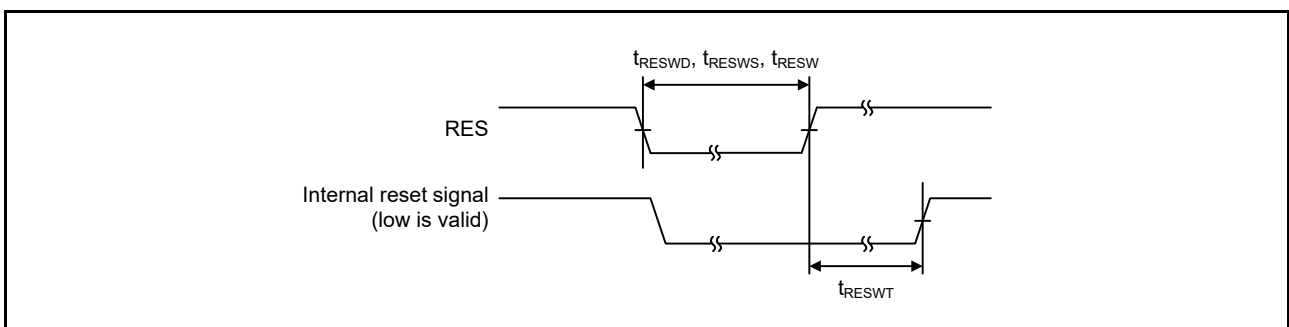 tRESWD, tRESWS, tRESW
RES
Internal reset signal
(low is valid)
tRESWT